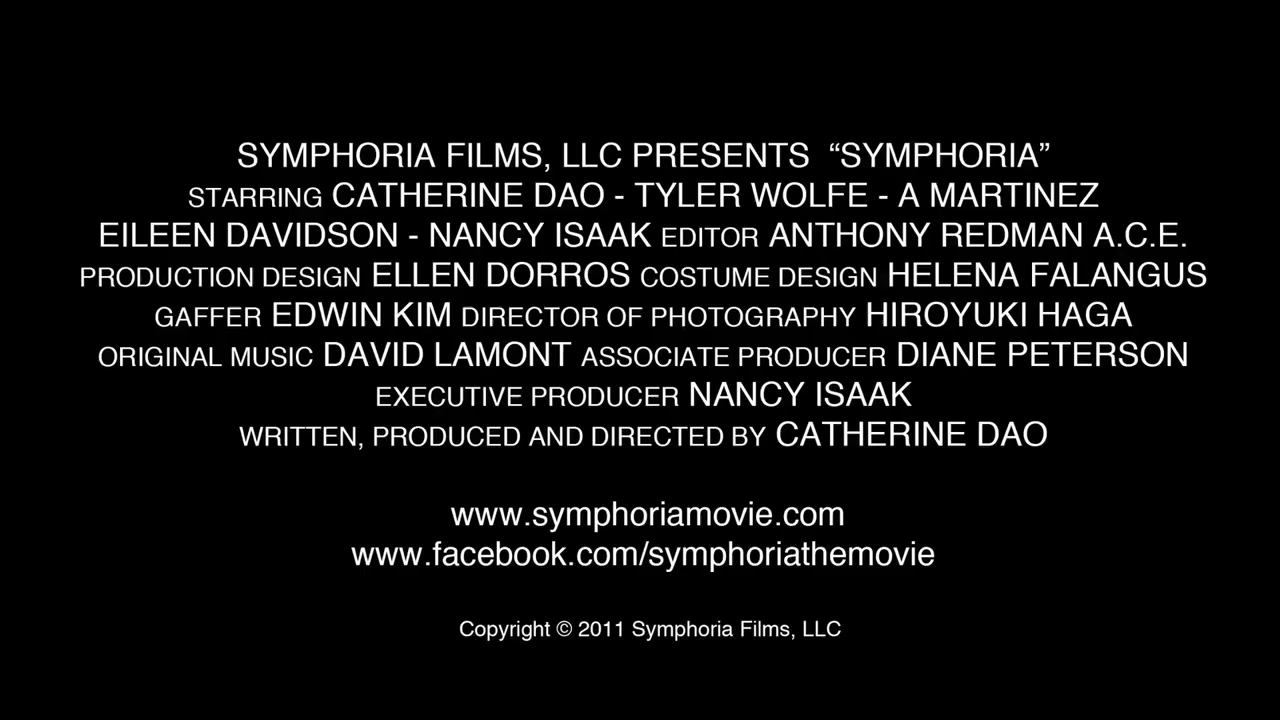 SYMPHORIA FILMS, LLC PRESENTS “SYMPHORIA”
STARRING CATHERINE DAO - TYLER WOLFE - A MARTINEZ
EILEEN DAVIDSON - NANCY ISAAK EDITOR ANTHONY REDMAN A.C.E.
PRODUCTION DESIGN ELLEN DORROS COSTUME DESIGN HELENA FALANGUS
GAFFER EDWIN KIM DIRECTOR OF PHOTOGRAPHY HIROYUKI HAGA
ORIGINAL MUSIC DAVID LAMONT ASSOCIATE PRODUCER DIANE PETERSON
EXECUTIVE PRODUCER NANCY ISAAK
WRITTEN, PRODUCED AND DIRECTED BY CATHERINE DAO
www.symphoriamovie.com
www.facebook.com/symphoriathemovie
Copyright © 2011 Symphoria Films, LLC